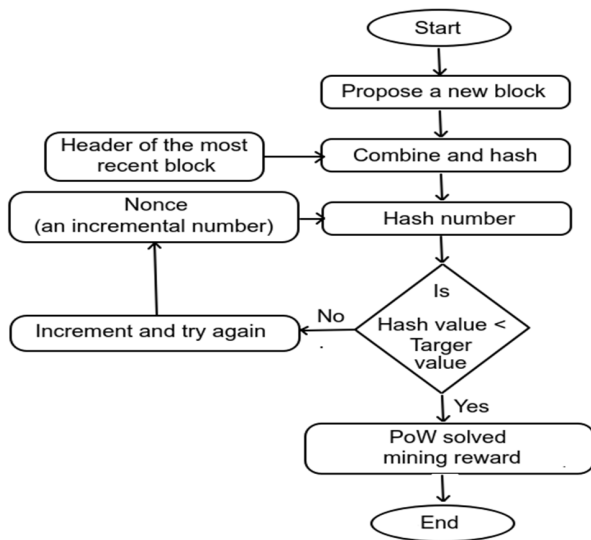 Start
Propose a new block
Header of the most
recent block
Combine and hash
Nonce
(an incremental number)
Hash number
Is
Hash value <
Targer
value
No
Increment and try again
Yes
PoW solved
mining reward
End